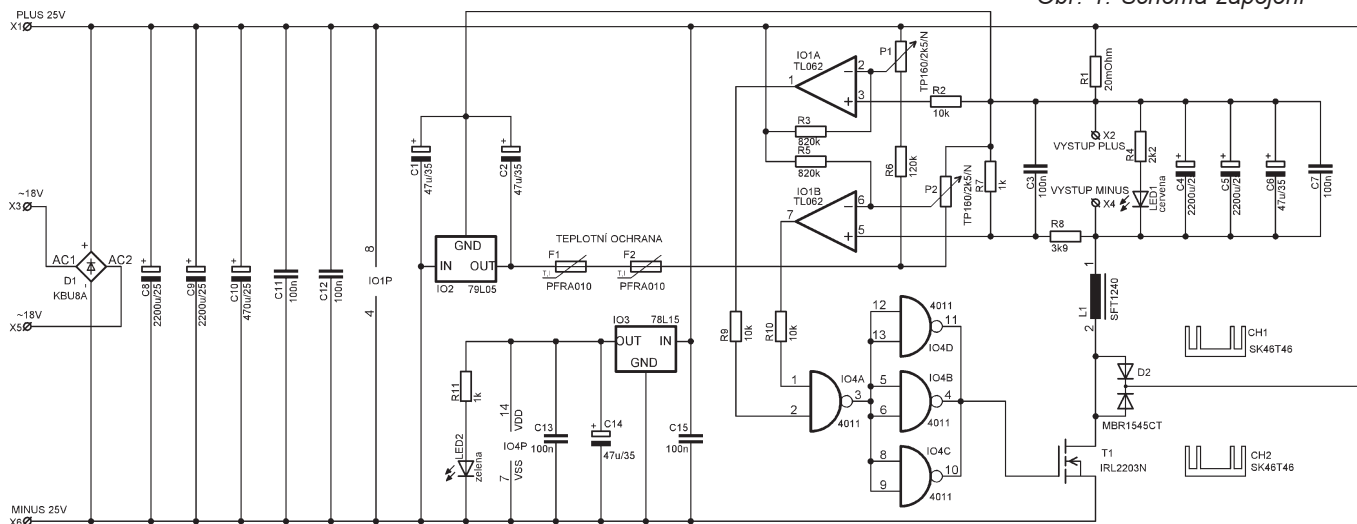 Obr. 1. Schéma zapojení
PLUS 25V
X1
~18V
X3
AC1
AC2
+
-
D1
KBU8A
~18V
X5
MINUS 25V
X6
+
C8
2200u/25
+
C9
2200u/25
+
C10
470u/25
C11
100n
C12
100n
8
IO1P
4
+
C1
47u/35
+
C2
47u/35
GND
IN
OUT
IO2
79L05
TEPLOTNÍ OCHRANA
F1
PFRA010
F2
PFRA010
R11
1k
LED2
zelena
14
VDD
IO4P
7
VSS
C13
100n
+
C14
47u/35
IO3
78L15
OUT
IN
GND
C15
100n
IO1A
TL062
1
2
3
-
+
P1
TP160/2k5/N
R2
10k
R3
820k
R5
820k
R6
120k
P2
TP160/2k5/N
IO1B
TL062
7
6
5
-
+
R7
1k
R9
10k
R10
10k
1
2
3
IO4A
4011
12
13
4011
11
IO4D
5
6
IO4B
4
4011
8
9
IO4C
10
4011
R1
20mOhm
C3
100n
X2
VYSTUP PLUS
VYSTUP MINUS
X4
R8
3k9
R4
2k2
LED1
cervena
+
C4
2200u/2
+
C5
2200u/2
+
C6
47u/35
C7
100n
1
L1
2
SFT1240
D2
MBR1545CT
T1
IRL2203N
CH1
SK46T46
CH2
SK46T46